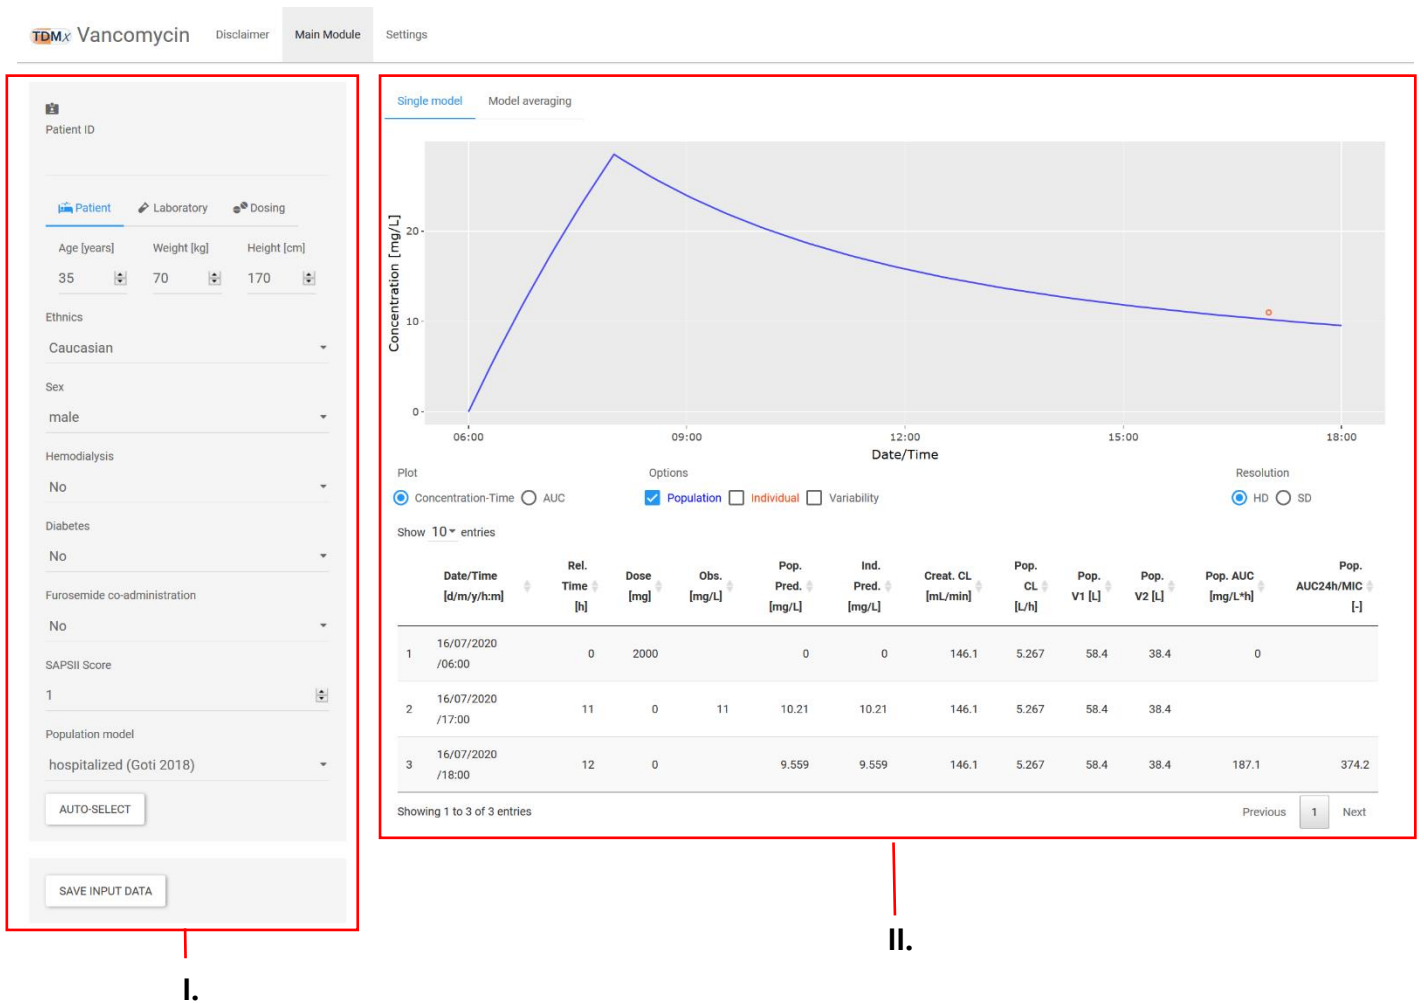 TDMx Vancomycin Disclaimer Main Module Settings
Patient ID
Patient Laboratory Dosing
Age [years] Weight [kg] Height [cm]
35 70 170
Ethnics
Caucasian
Sex
male
Hemodialysis
No
Diabetes
No
Furosemide co-administration
No
SAPSII Score
1
Population model
hospitalized (Goti 2018)
AUTO-SELECT
SAVE INPUT DATA
I.
Single model Model averaging
Concentration [mg/L]
20
10
0
06:00 09:00 12:00 15:00 18:00
Date/Time
Plot Options Resolution
Concentration-Time AUC Population Individual Variability HD SD
Show 10 entries
Date/Time [d/m/y/h:m] Rel. Time [h] Dose [mg] Obs. [mg/L] Pop. Pred. [mg/L] Ind. Pred. [mg/L] Creat. CL [mL/min] Pop. CL [L/h] Pop. V1 [L] Pop. V2 [L] Pop. AUC [mg/L*h] Pop. AUC24h/MIC [-]
1 16/07/2020 /06:00 0 2000 0 0 146.1 5.267 58.4 38.4 0
2 16/07/2020 /17:00 11 0 11 10.21 10.21 146.1 5.267 58.4 38.4
3 16/07/2020 /18:00 12 0 9.559 9.559 146.1 5.267 58.4 38.4 187.1 374.2
Showing 1 to 3 of 3 entries Previous 1 Next
II.